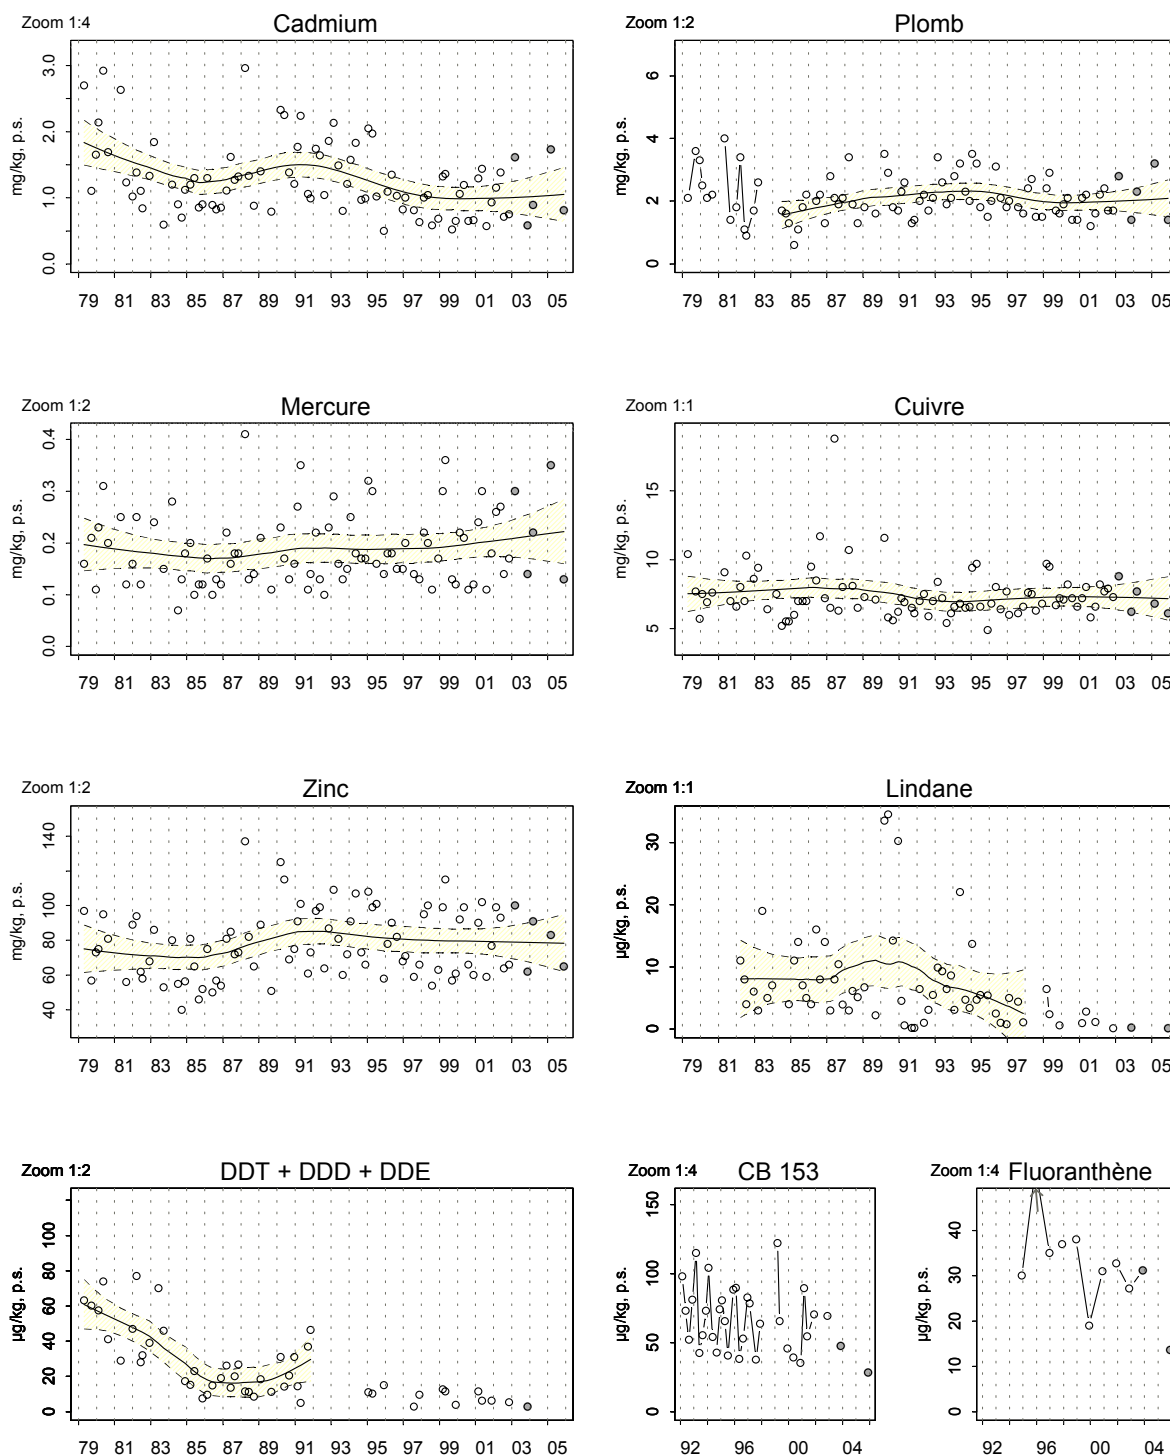 Zoom 1:4 Cadmium
mg/kg, p.s.
0.0 1.0 2.0 3.0
79 81 83 85 87 89 91 93 95 97 99 01 03 05
Zoom 1:2 Plomb
mg/kg, p.s.
0 2 4 6
79 81 83 85 87 89 91 93 95 97 99 01 03 05
Zoom 1:2 Mercure
mg/kg, p.s.
0.0 0.1 0.2 0.3 0.4
79 81 83 85 87 89 91 93 95 97 99 01 03 05
Zoom 1:1 Cuivre
mg/kg, p.s.
5 10 15
79 81 83 85 87 89 91 93 95 97 99 01 03 05
Zoom 1:2 Zinc
mg/kg, p.s.
40 60 80 100 140
79 81 83 85 87 89 91 93 95 97 99 01 03 05
Zoom 1:1 Lindane
µg/kg, p.s.
0 10 20 30
79 81 83 85 87 89 91 93 95 97 99 01 03 05
Zoom 1:2 DDT + DDD + DDE
µg/kg, p.s.
0 20 40 60 80 100
79 81 83 85 87 89 91 93 95 97 99 01 03 05
Zoom 1:4 CB 153
µg/kg, p.s.
0 50 100 150
92 96 00 04
Zoom 1:4 Fluoranthène
µg/kg, p.s.
0 10 20 30 40
92 96 00 04